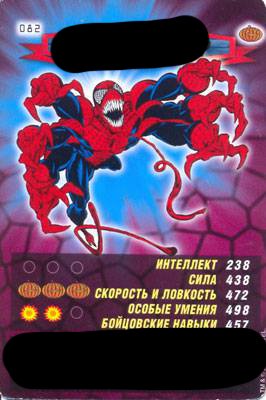 082
ИНТЕЛЛЕКТ 238
СИЛА 438
СКОРОСТЬ И ЛОВКОСТЬ 472
ОСОБЫЕ УМЕНИЯ 498
БОЙЦОВСКИЕ НАВЫКИ 457